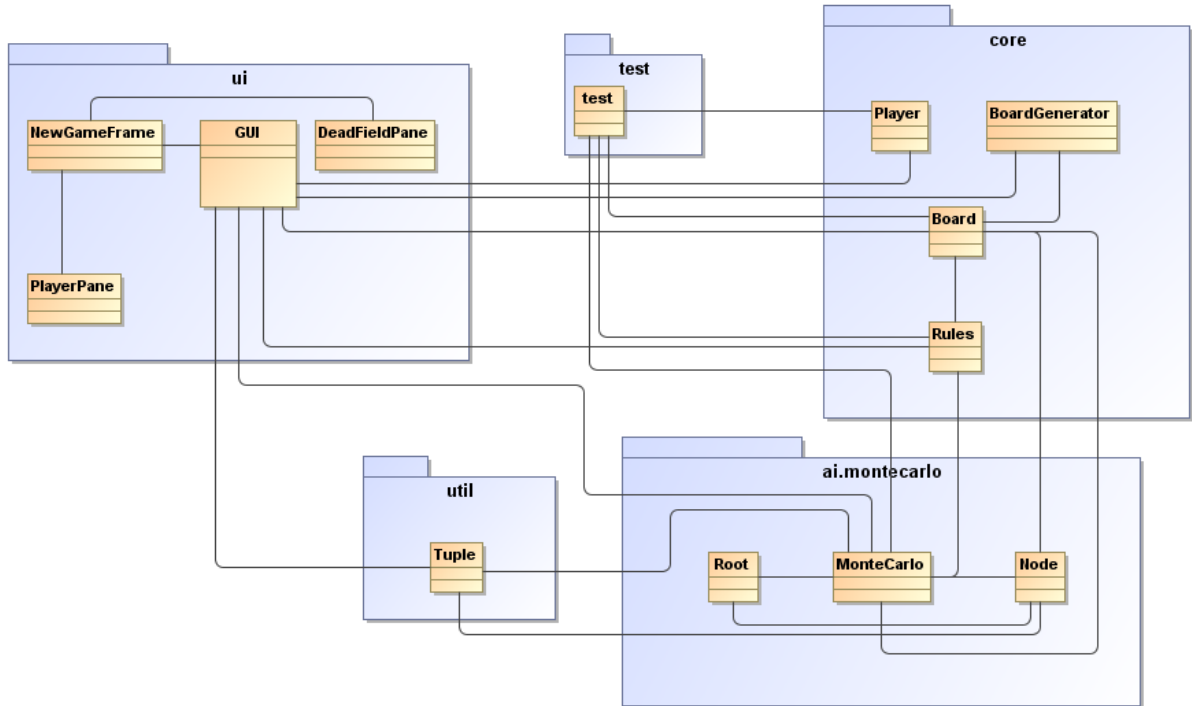 ui
NewGameFrame
GUI
DeadFieldPane
PlayerPane
test
test
core
Player
BoardGenerator
Board
Rules
util
Tuple
ai.montecarlo
Root
MonteCarlo
Node